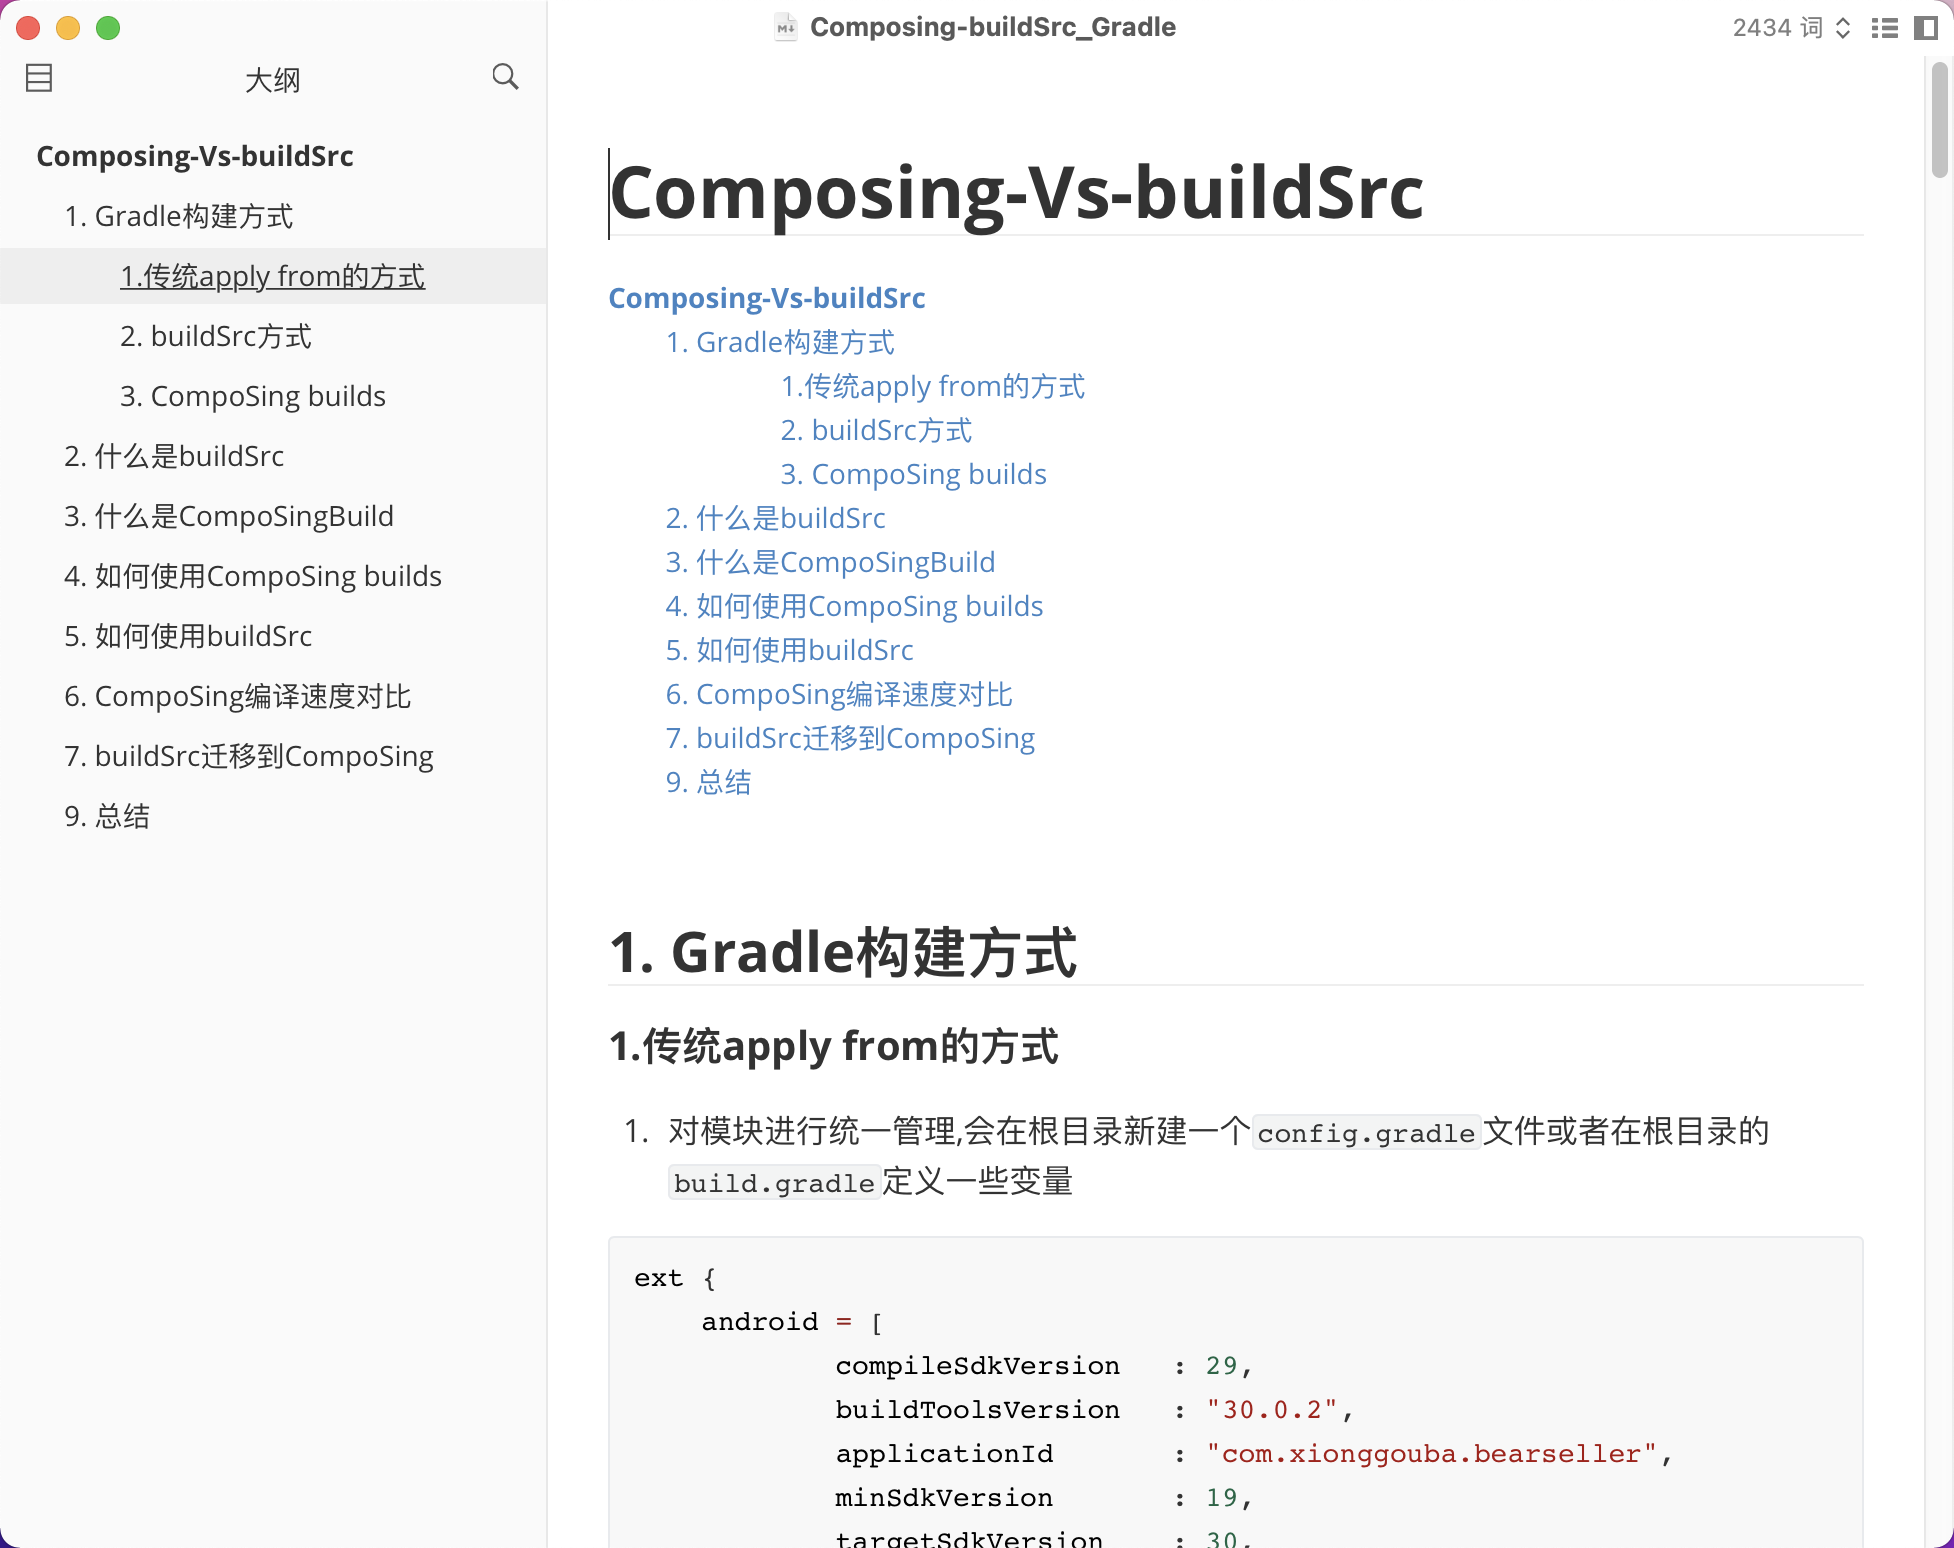 Composing-buildSrc_Gradle
2434 词
大纲
Composing-Vs-buildSrc
1. Gradle构建方式
1.传统apply from的方式
2. buildSrc方式
3. CompoSing builds
2. 什么是buildSrc
3. 什么是CompoSingBuild
4. 如何使用CompoSing builds
5. 如何使用buildSrc
6. CompoSing编译速度对比
7. buildSrc迁移到CompoSing
9. 总结
Composing-Vs-buildSrc
Composing-Vs-buildSrc
1. Gradle构建方式
1.传统apply from的方式
2. buildSrc方式
3. CompoSing builds
2. 什么是buildSrc
3. 什么是CompoSingBuild
4. 如何使用CompoSing builds
5. 如何使用buildSrc
6. CompoSing编译速度对比
7. buildSrc迁移到CompoSing
9. 总结
1. Gradle构建方式
1.传统apply from的方式
1. 对模块进行统一管理,会在根目录新建一个config.gradle文件或者在根目录的
build.gradle定义一些变量
ext {
android = [
compileSdkVersion : 29,
buildToolsVersion : "30.0.2",
applicationId : "com.xionggouba.bearseller",
minSdkVersion : 19,
targetSdkVersion : 30,